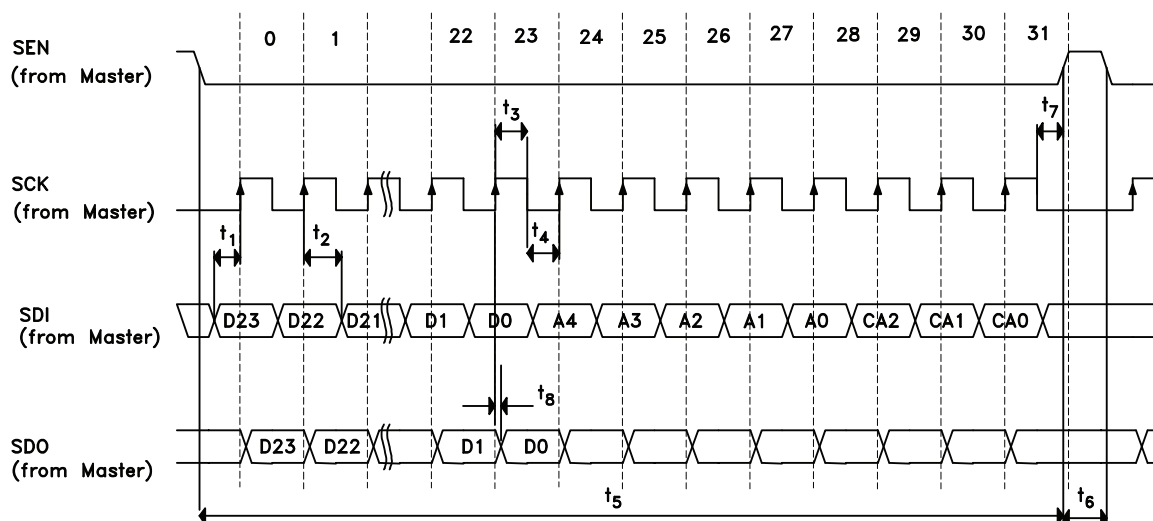 0 1 22 23 24 25 26 27 28 29 30 31
SEN
(from Master)
t3
t7
SCK
(from Master)
t1 t2 t4
SDI
(from Master)
D23 D22 D21 D1 D0 A4 A3 A2 A1 A0 CA2 CA1 CA0
t8
SDO
(from Master)
D23 D22 D1 D0
t5 t6